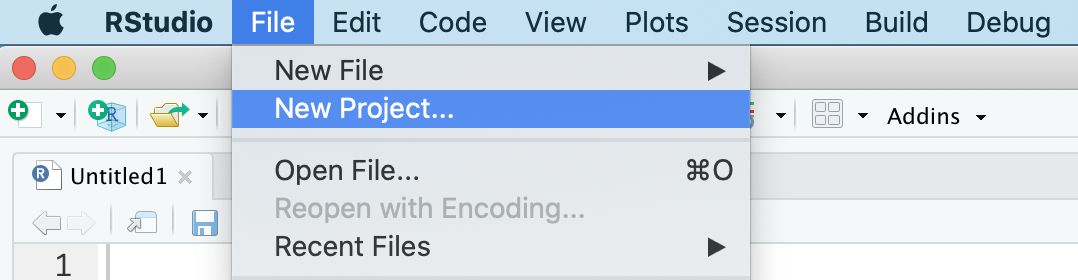 RStudio File Edit Code View Plots Session Build Debug
New File
New Project...
Addins
Open File... ⌘O
Untitled1
Reopen with Encoding...
Recent Files
1